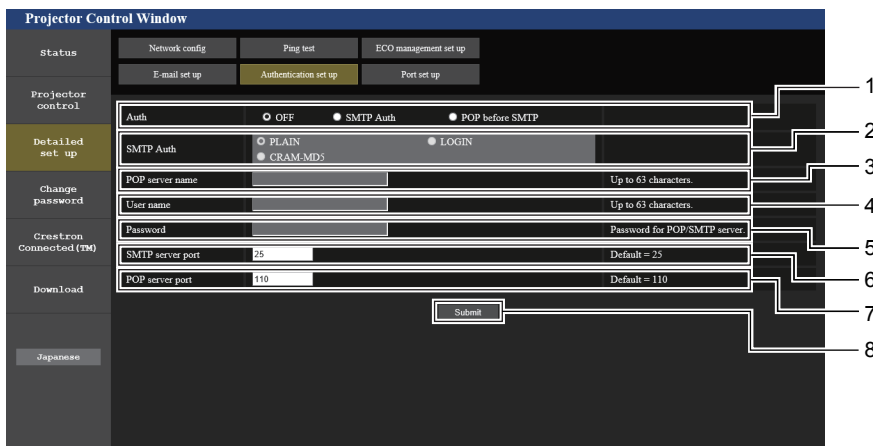 Projector Control Window
Status
Projector
control
Detailed
set up
Change
password
Crestron
Connected(TM)
Download
Japanese
Network config
Ping test
ECO management set up
E-mail set up
Authentication set up
Port set up
Auth OFF SMTP Auth POP before SMTP
SMTP Auth PLAIN LOGIN
CRAM-MD5
POP server name Up to 63 characters.
User name Up to 63 characters.
Password Password for POP/SMTP server.
SMTP server port 25 Default = 25
POP server port 110 Default = 110
Submit
1
2
3
4
5
6
7
8